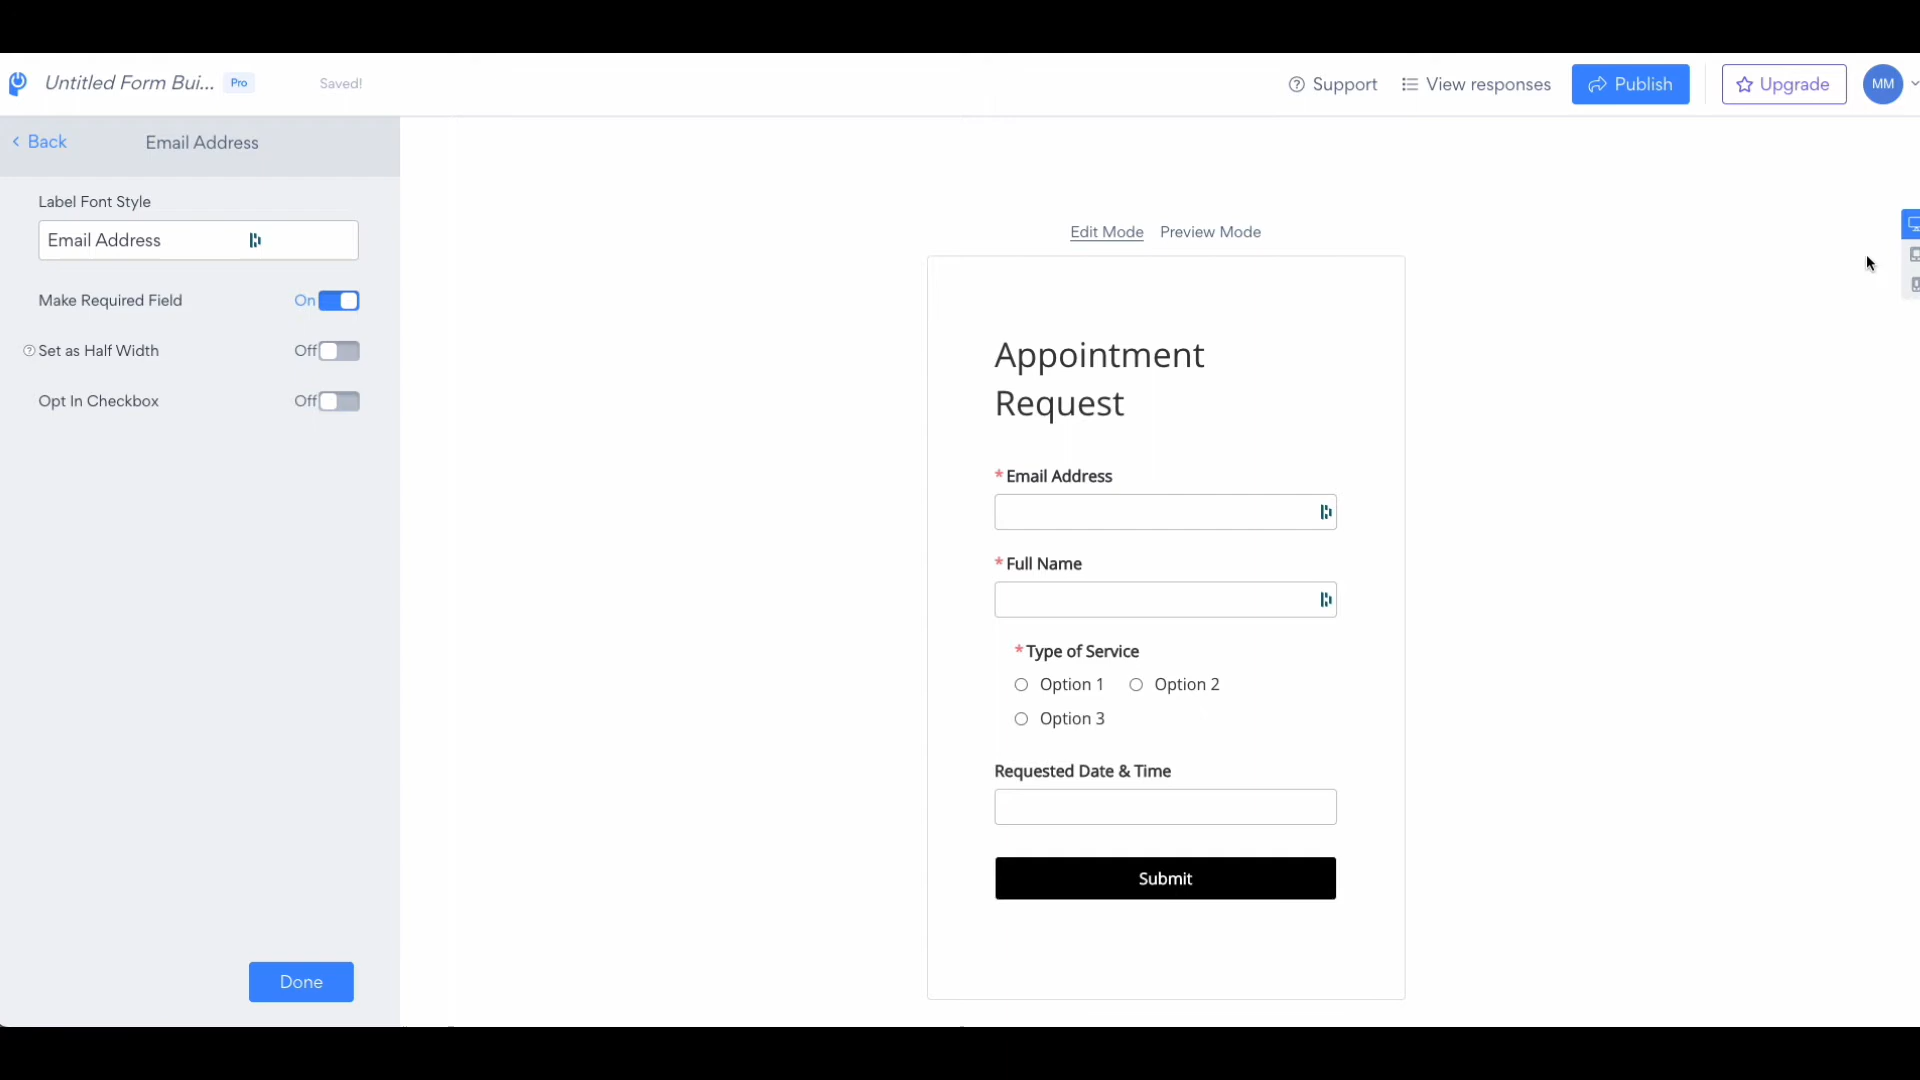 Untitled Form Bui... Pro Saved! Support View responses Publish Upgrade MM
Back Email Address
Label Font Style
Email Address
Make Required Field On
Set as Half Width Off
Opt In Checkbox Off
Done
Edit Mode Preview Mode
Appointment
Request
* Email Address
* Full Name
* Type of Service
Option 1 Option 2
Option 3
Requested Date & Time
Submit